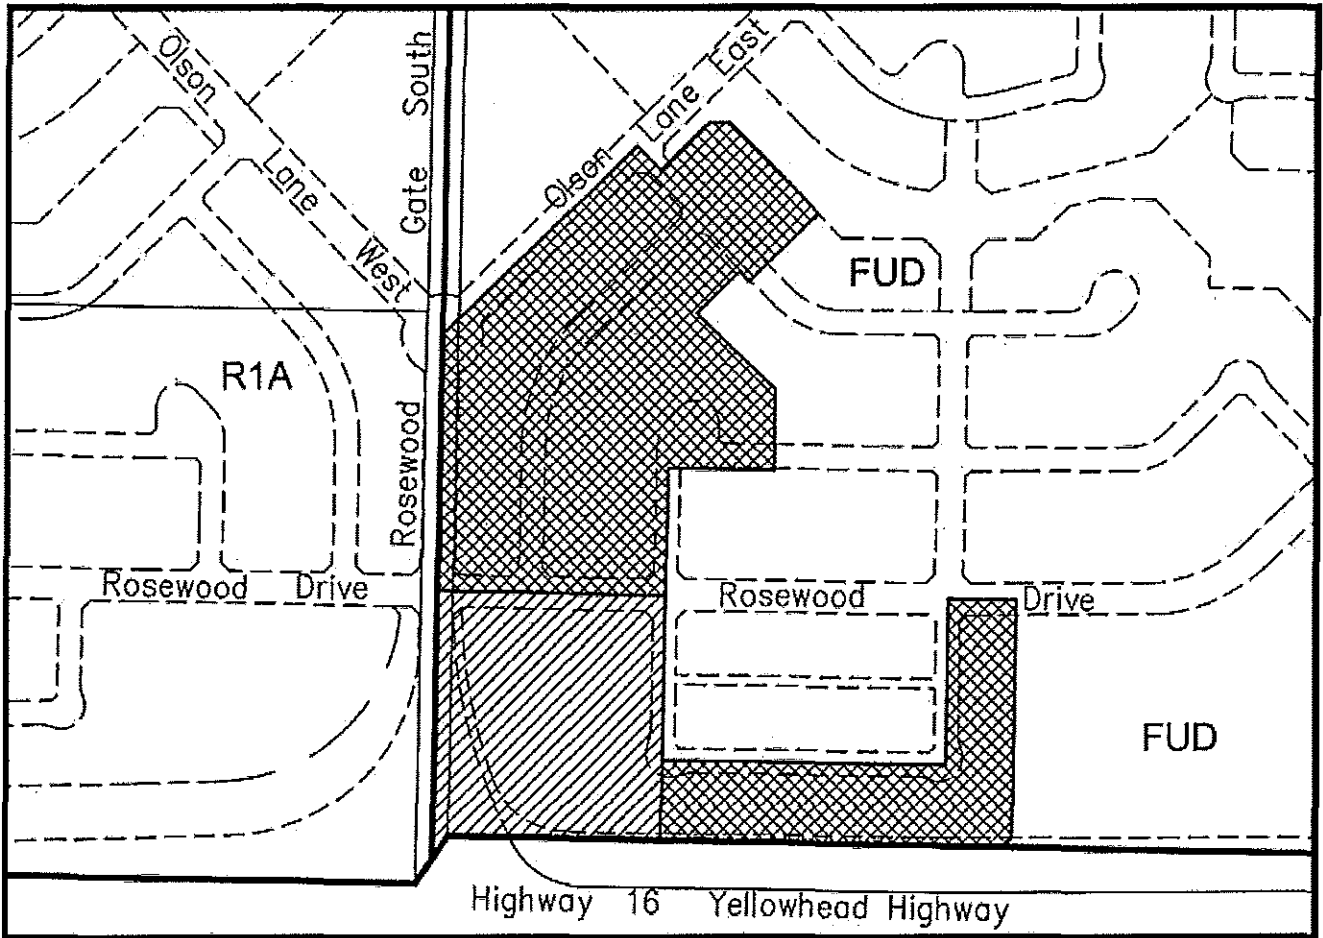 Olson Lane West
Rosewood Gate South
Olson Lane East
FUD
R1A
Rosewood Drive
Rosewood Drive
FUD
Highway 16 Yellowhead Highway